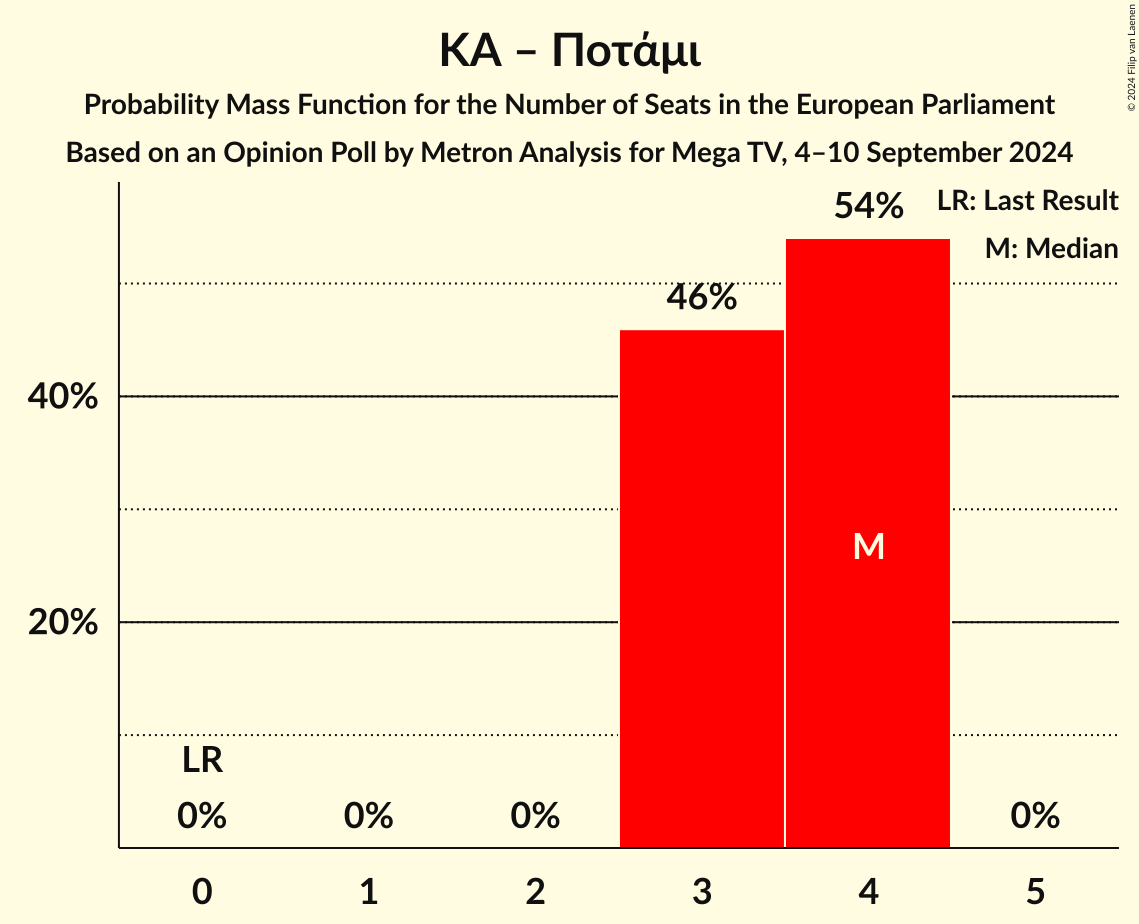 ΚΑ – Ποτάμι
Probability Mass Function for the Number of Seats in the European Parliament
Based on an Opinion Poll by Metron Analysis for Mega TV, 4–10 September 2024
© 2024 Filip van Laenen
LR: Last Result
M: Median
54%
46%
40%
M
20%
LR
0% 0% 0% 0%
0 1 2 3 4 5